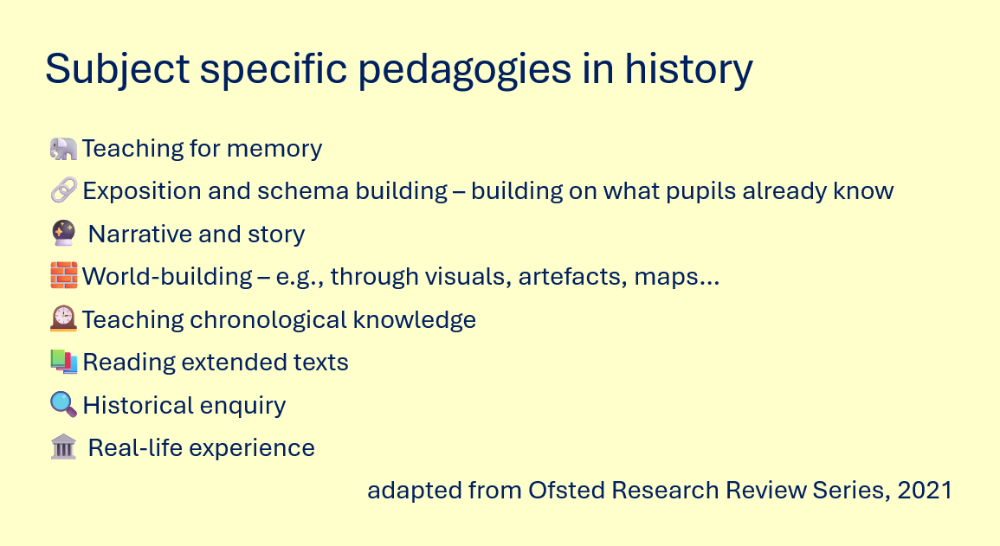 Subject specific pedagogies in history
🐘Teaching for memory
🔗Exposition and schema building – building on what pupils already know
🔮 Narrative and story
🧱World-building – e.g., through visuals, artefacts, maps…
🕰️Teaching chronological knowledge
📚Reading extended texts
🔍Historical enquiry
🏛️ Real-life experience
adapted from Ofsted Research Review Series, 2021